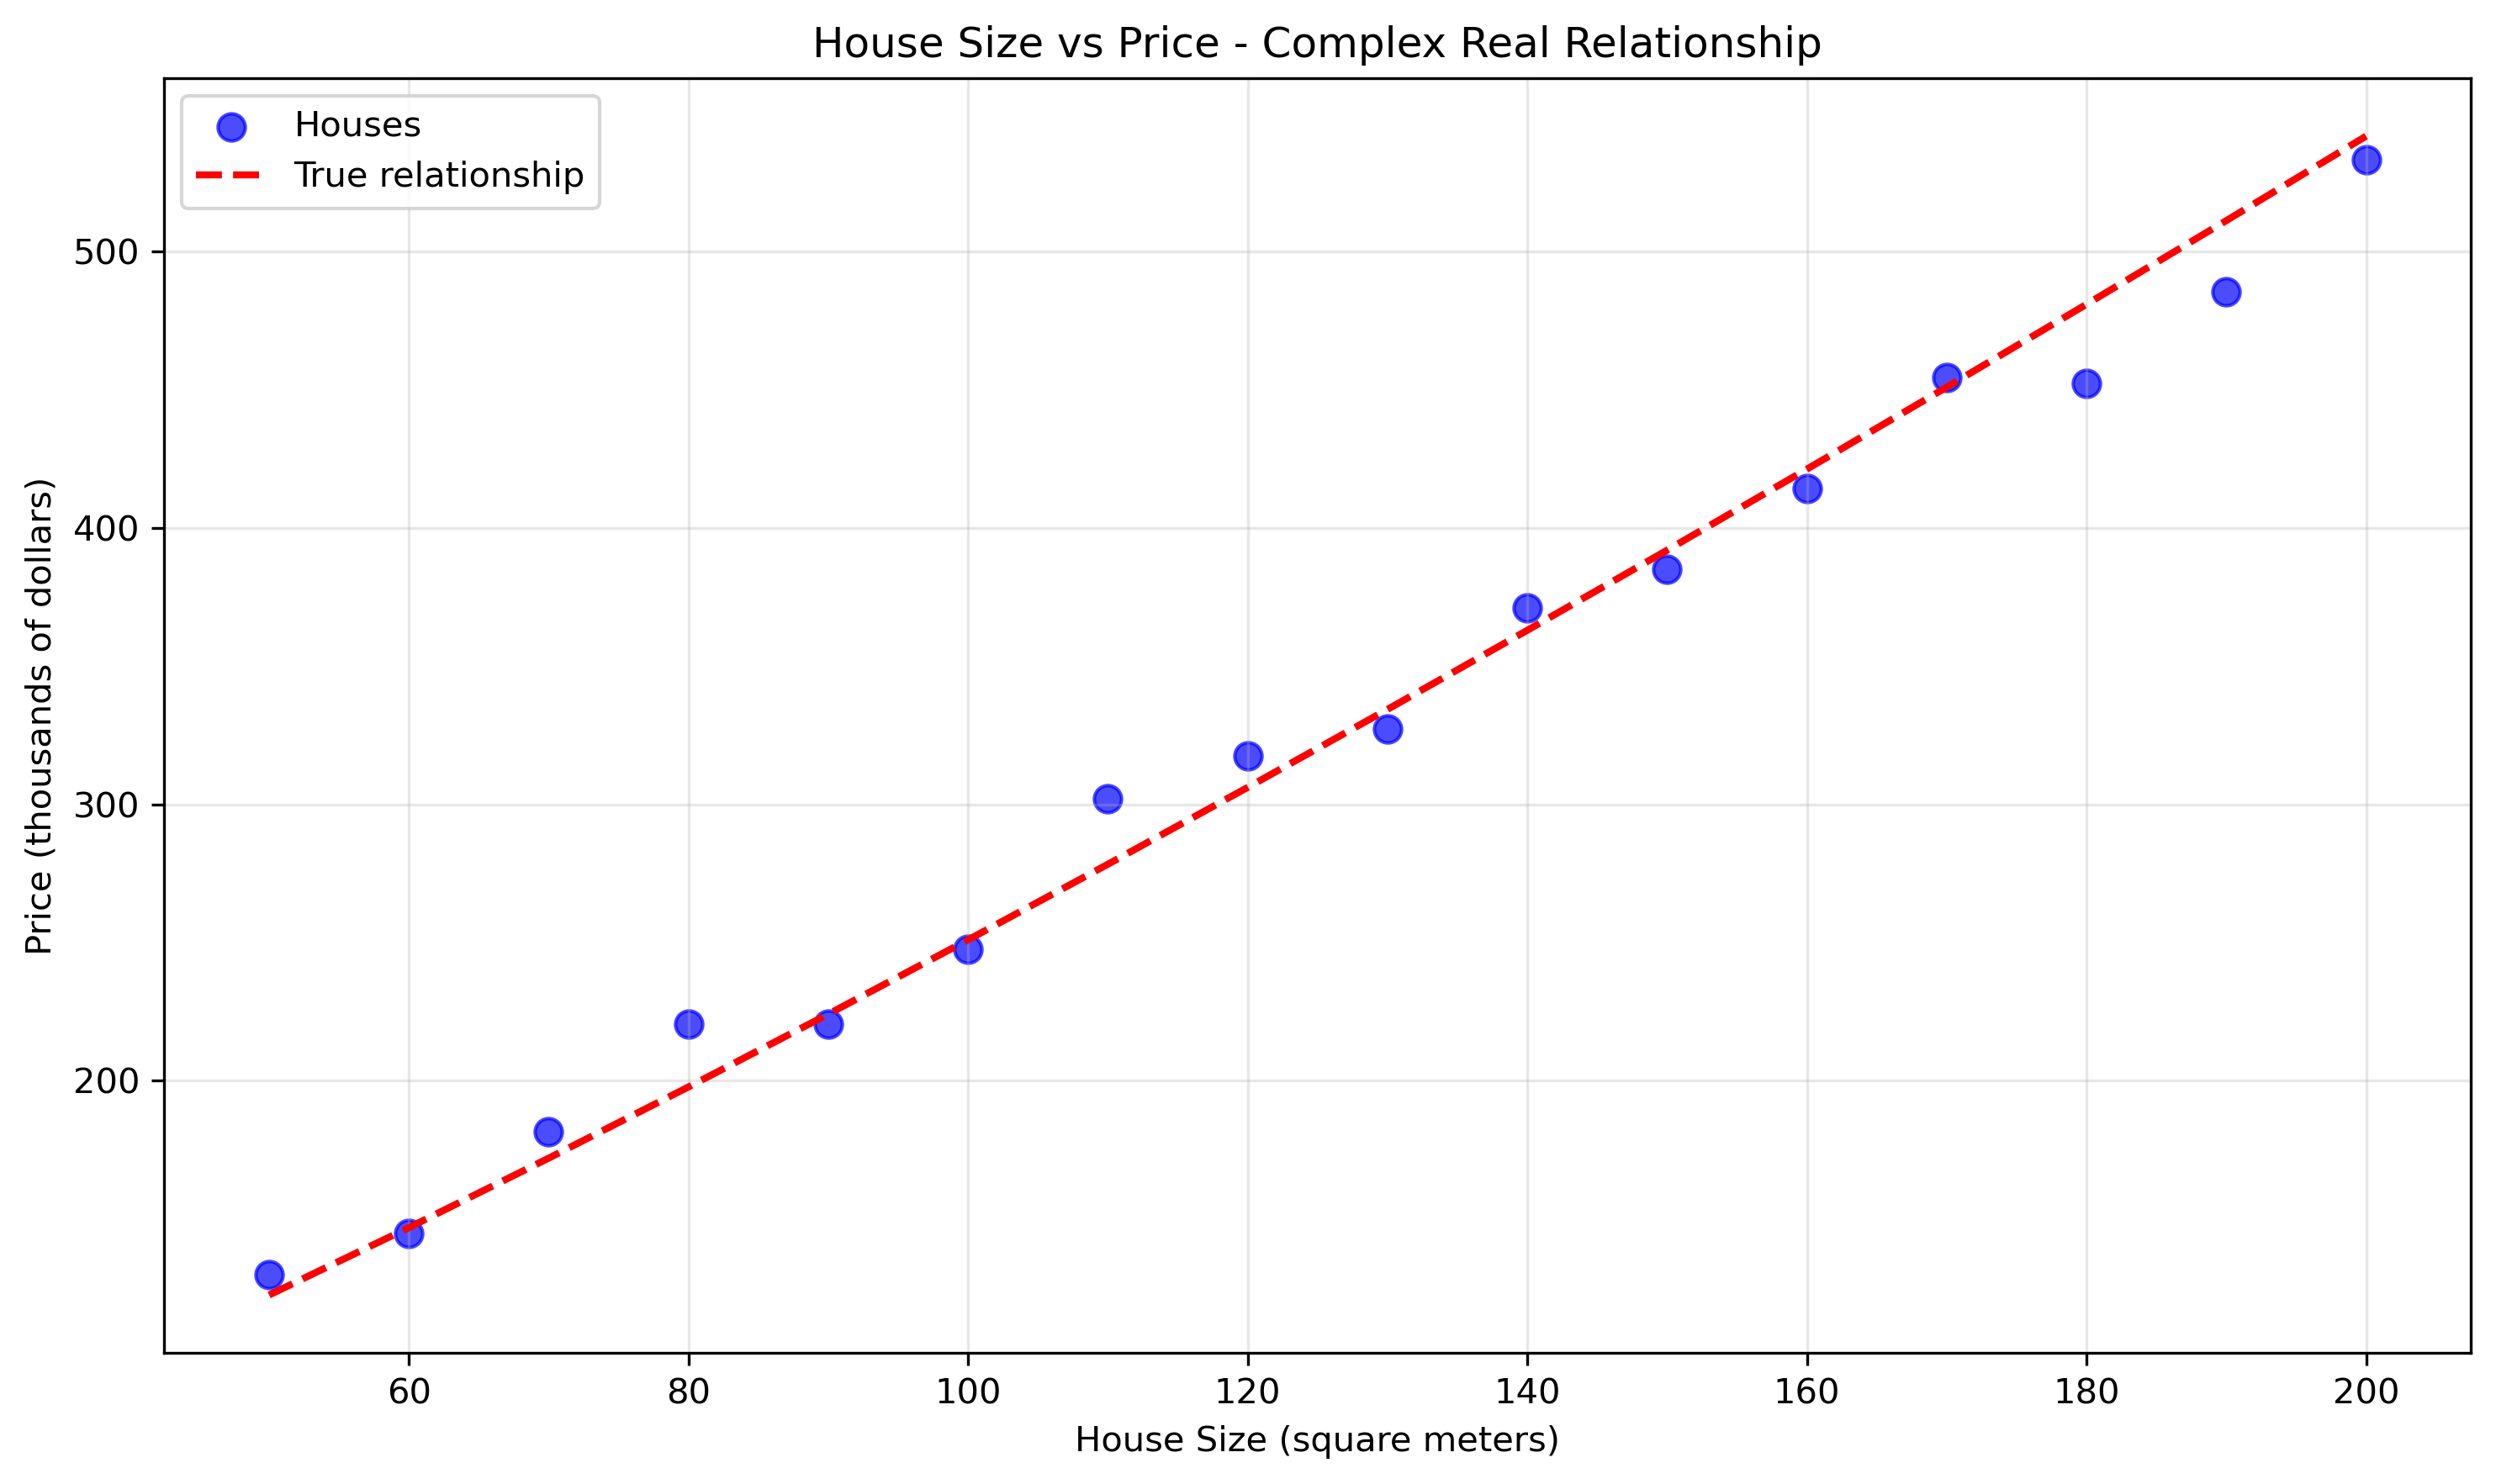 House Size vs Price - Complex Real Relationship
Houses
True relationship
500
400
300
200
Price (thousands of dollars)
60 80 100 120 140 160 180 200
House Size (square meters)